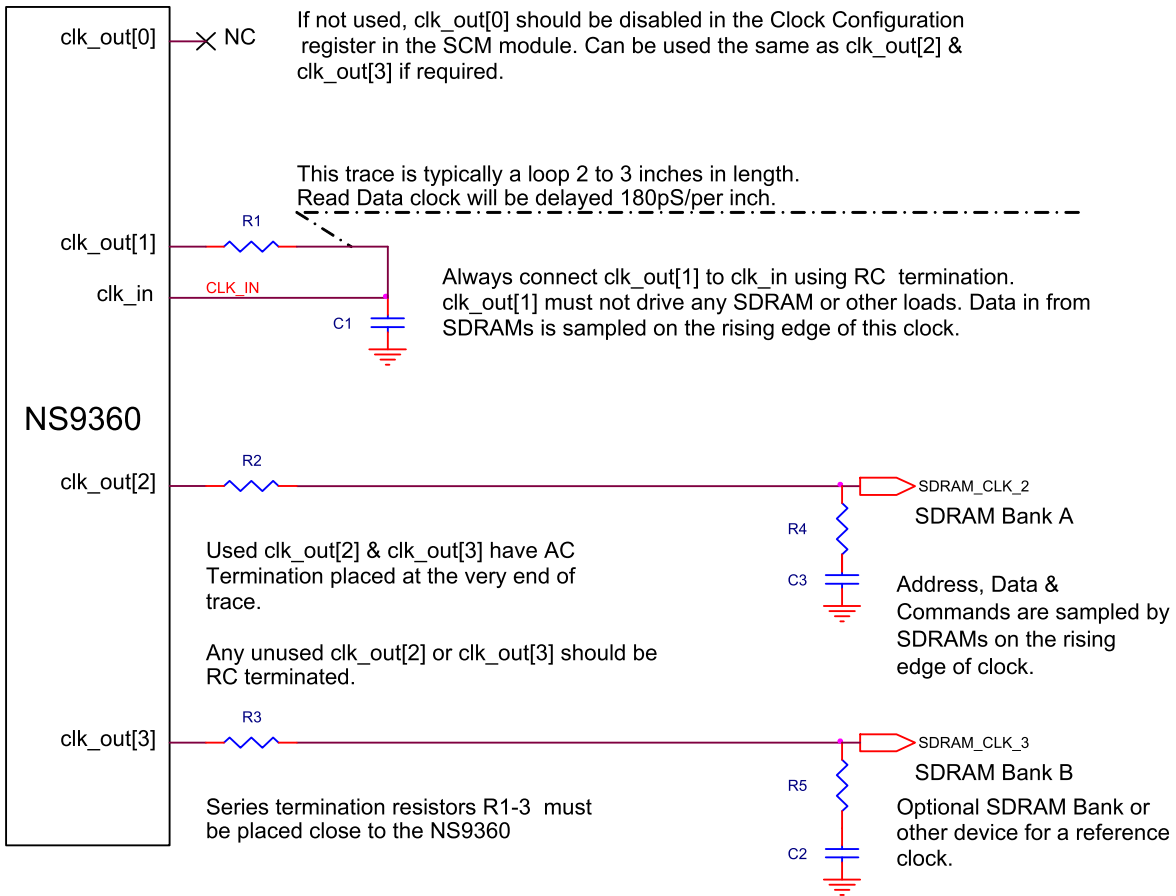 clk_out[0]
NC
If not used, clk_out[0] should be disabled in the Clock Configuration
register in the SCM module. Can be used the same as clk_out[2] &
clk_out[3] if required.
This trace is typically a loop 2 to 3 inches in length.
Read Data clock will be delayed 180pS/per inch.
R1
clk_out[1]
clk_in
CLK_IN
C1
Always connect clk_out[1] to clk_in using RC termination.
clk_out[1] must not drive any SDRAM or other loads. Data in from
SDRAMs is sampled on the rising edge of this clock.
NS9360
R2
clk_out[2]
SDRAM_CLK_2
SDRAM Bank A
R4
C3
Used clk_out[2] & clk_out[3] have AC
Termination placed at the very end of
trace.
Address, Data &
Commands are sampled by
SDRAMs on the rising
edge of clock.
Any unused clk_out[2] or clk_out[3] should be
RC terminated.
R3
clk_out[3]
SDRAM_CLK_3
SDRAM Bank B
R5
C2
Series termination resistors R1-3 must
be placed close to the NS9360
Optional SDRAM Bank or
other device for a reference
clock.